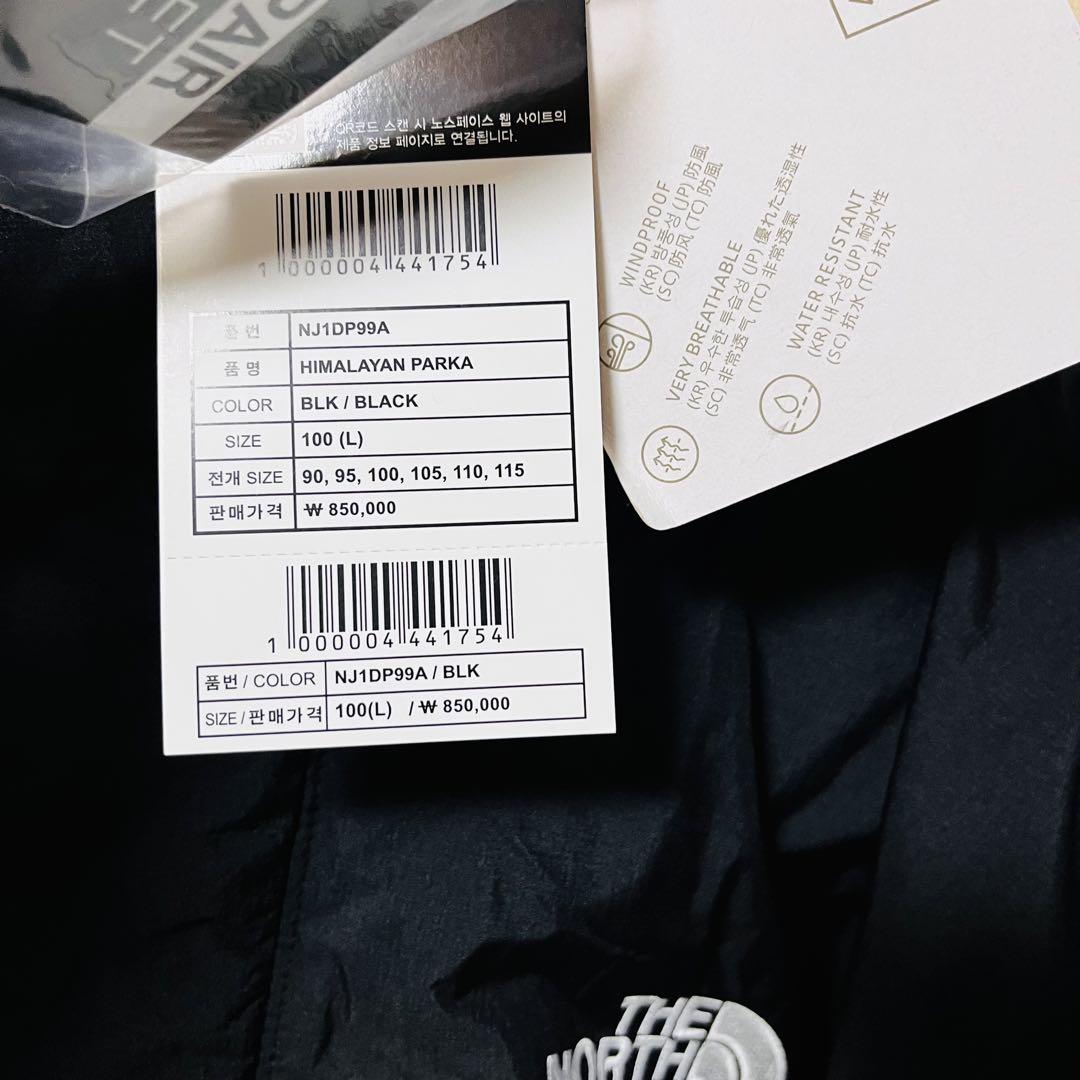 PAIR
ET
QR코드 스캔 시 노스페이스 웹 사이트의
제품 정보 페이지로 연결됩니다.
1 000004 441754
품 번 NJ1DP99A
품 명 HIMALAYAN PARKA
COLOR BLK / BLACK
SIZE 100 (L)
전개 SIZE 90, 95, 100, 105, 110, 115
판매가격 ₩ 850,000
1 000004 441754
품번 / COLOR NJ1DP99A / BLK
SIZE / 판매가격 100(L) / ₩ 850,000
WINDPROOF
(KR) 방풍성 (JP) 防風
(SC) 防风 (TC) 防風
VERY BREATHABLE
(KR) 우수한 투습성 (JP) 優れた透湿性
(SC) 非常透气 (TC) 非常透氣
WATER RESISTANT
(KR) 내수성 (JP) 耐水性
(SC) 抗水 (TC) 抗水
THE
NORTH